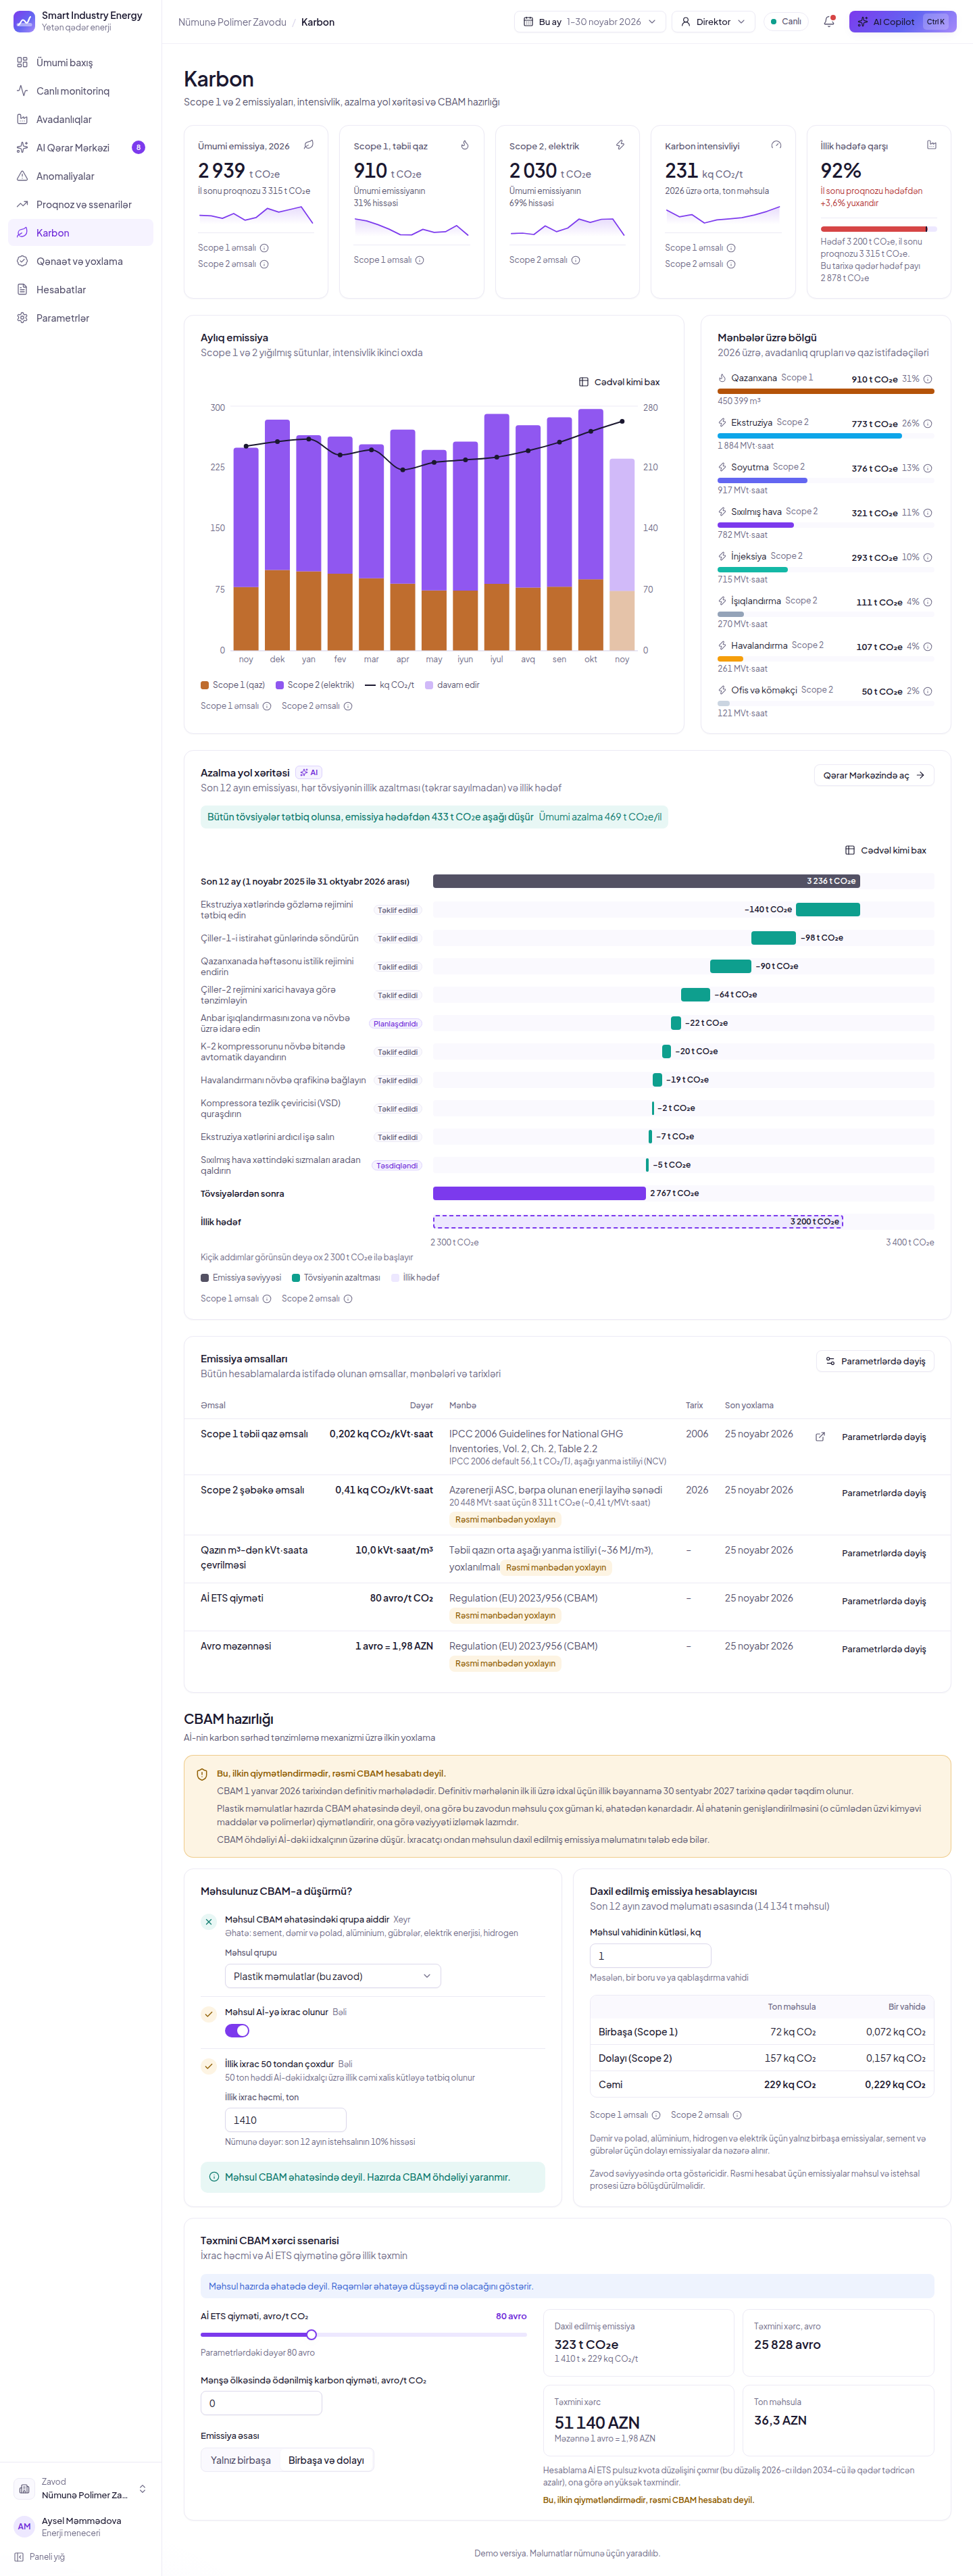 Smart Industry Energy
Yetən qədər enerji
Ümumi baxış
Canlı monitorinq
Avadanlıqlar
AI Qərar Mərkəzi 8
Anomaliyalar
Proqnoz və ssenarilər
Karbon
Qənaət və yoxlama
Hesabatlar
Parametrlər
Nümunə Polimer Zavodu / Karbon
Bu ay 1–30 noyabr 2026
Direktor
Canlı
AI Copilot Ctrl K
Karbon
Scope 1 və 2 emissiyaları, intensivlik, azalma yol xəritəsi və CBAM hazırlığı
Ümumi emissiya, 2026
2 939 t CO₂e
İl sonu proqnozu 3 315 t CO₂e
Scope 1 əmsalı
Scope 2 əmsalı
Scope 1, təbii qaz
910 t CO₂e
Ümumi emissiyanın
31% hissəsi
Scope 1 əmsalı
Scope 2, elektrik
2 030 t CO₂e
Ümumi emissiyanın
69% hissəsi
Scope 2 əmsalı
Karbon intensivliyi
231 kq CO₂/t
2026 üzrə orta, ton məhsula
Scope 1 əmsalı
Scope 2 əmsalı
İllik hədəfə qarşı
92%
İl sonu proqnozu hədəfdən
+3,6% yuxarıdır
Hədəf 3 200 t CO₂e, il sonu
proqnozu 3 315 t CO₂e.
Bu tarixə qədər hədəf payı
2 878 t CO₂e
Aylıq emissiya
Scope 1 və 2 yığılmış sütunlar, intensivlik ikinci oxda
Cədvəl kimi bax
300 280
225 210
150 140
75 70
0 0
noy dek yan fev mar apr may iyun iyul avq sen okt noy
Scope 1 (qaz) Scope 2 (elektrik) kq CO₂/t davam edir
Scope 1 əmsalı Scope 2 əmsalı
Mənbələr üzrə bölgü
2026 üzrə, avadanlıq qrupları və qaz istifadəçiləri
Qazanxana Scope 1 910 t CO₂e 31%
450 399 m³
Ekstruziya Scope 2 773 t CO₂e 26%
1 884 MVt·saat
Soyutma Scope 2 376 t CO₂e 13%
917 MVt·saat
Sıxılmış hava Scope 2 321 t CO₂e 11%
782 MVt·saat
İnjeksiya Scope 2 293 t CO₂e 10%
715 MVt·saat
İşıqlandırma Scope 2 111 t CO₂e 4%
270 MVt·saat
Havalandırma Scope 2 107 t CO₂e 4%
261 MVt·saat
Ofis və köməkçi Scope 2 50 t CO₂e 2%
121 MVt·saat
Azalma yol xəritəsi AI
Son 12 ayın emissiyası, hər tövsiyənin illik azaltması (təkrar sayılmadan) və illik hədəf
Qərar Mərkəzində aç
Bütün tövsiyələr tətbiq olunsa, emissiya hədəfdən 433 t CO₂e aşağı düşür Ümumi azalma 469 t CO₂e/il
Cədvəl kimi bax
Son 12 ay (1 noyabr 2025 ilə 31 oktyabr 2026 arası) 3 236 t CO₂e
Ekstruziya xətlərində gözləmə rejimini
tətbiq edin Təklif edildi −140 t CO₂e
Çiller-1-i istirahət günlərində söndürün Təklif edildi −98 t CO₂e
Qazanxanada həftəsonu istilik rejimini
endirin Təklif edildi −90 t CO₂e
Çiller-2 rejimini xarici havaya görə
tənzimləyin Təklif edildi −64 t CO₂e
Anbar işıqlandırmasını zona və növbə
üzrə idarə edin Planlaşdırıldı −22 t CO₂e
K-2 kompressorunu növbə bitəndə
avtomatik dayandırın Təklif edildi −20 t CO₂e
Havalandırmanı növbə qrafikinə bağlayın Təklif edildi −19 t CO₂e
Kompressora tezlik çeviricisi (VSD)
quraşdırın Təklif edildi −2 t CO₂e
Ekstruziya xətlərini ardıcıl işə salın Təklif edildi −7 t CO₂e
Sıxılmış hava xəttindəki sızmaları aradan
qaldırın Təsdiqləndi −5 t CO₂e
Tövsiyələrdən sonra 2 767 t CO₂e
İllik hədəf 3 200 t CO₂e
2 300 t CO₂e 3 400 t CO₂e
Kiçik addımlar görünsün deyə ox 2 300 t CO₂e ilə başlayır
Emissiya səviyyəsi Tövsiyənin azaltması İllik hədəf
Scope 1 əmsalı Scope 2 əmsalı
Emissiya əmsalları
Bütün hesablamalarda istifadə olunan əmsallar, mənbələri və tarixləri
Parametrlərdə dəyiş
Əmsal Dəyər Mənbə Tarix Son yoxlama
Scope 1 təbii qaz əmsalı 0,202 kq CO₂/kVt·saat IPCC 2006 Guidelines for National GHG 2006 25 noyabr 2026 Parametrlərdə dəyiş
Inventories, Vol. 2, Ch. 2, Table 2.2
IPCC 2006 default 56,1 t CO₂/TJ, aşağı yanma istiliyi (NCV)
Scope 2 şəbəkə əmsalı 0,41 kq CO₂/kVt·saat Azərenerji ASC, bərpa olunan enerji layihə sənədi 2026 25 noyabr 2026 Parametrlərdə dəyiş
20 448 MVt·saat üçün 8 311 t CO₂e (~0,41 t/MVt·saat)
Rəsmi mənbədən yoxlayın
Qazın m³-dən kVt·saata 10,0 kVt·saat/m³ Təbii qazın orta aşağı yanma istiliyi (~36 MJ/m³), – 25 noyabr 2026 Parametrlərdə dəyiş
çevrilməsi yoxlanılmalı Rəsmi mənbədən yoxlayın
Aİ ETS qiyməti 80 avro/t CO₂ Regulation (EU) 2023/956 (CBAM) – 25 noyabr 2026 Parametrlərdə dəyiş
Rəsmi mənbədən yoxlayın
Avro məzənnəsi 1 avro = 1,98 AZN Regulation (EU) 2023/956 (CBAM) – 25 noyabr 2026 Parametrlərdə dəyiş
Rəsmi mənbədən yoxlayın
CBAM hazırlığı
Aİ-nin karbon sərhəd tənzimləmə mexanizmi üzrə ilkin yoxlama
Bu, ilkin qiymətləndirmədir, rəsmi CBAM hesabatı deyil.
CBAM 1 yanvar 2026 tarixindən definitiv mərhələdədir. Definitiv mərhələnin ilk ili üzrə idxal üçün illik bəyannamə 30 sentyabr 2027 tarixinə qədər təqdim olunur.
Plastik məmulatlar hazırda CBAM əhatəsində deyil, ona görə bu zavodun məhsulu çox güman ki, əhatədən kənardadır. Aİ əhatənin genişləndirilməsini (o cümlədən üzvi kimyəvi
maddələr və polimerlər) qiymətləndirir, ona görə vəziyyəti izləmək lazımdır.
CBAM öhdəliyi Aİ-dəki idxalçının üzərinə düşür. İxracatçı ondan məhsulun daxil edilmiş emissiya məlumatını tələb edə bilər.
Məhsulunuz CBAM-a düşürmü?
Məhsul CBAM əhatəsindəki qrupa aiddir Xeyr
Əhatə: sement, dəmir və polad, alüminium, gübrələr, elektrik enerjisi, hidrogen
Məhsul qrupu
Plastik məmulatlar (bu zavod)
Məhsul Aİ-yə ixrac olunur Bəli
İllik ixrac 50 tondan çoxdur Bəli
50 ton həddi Aİ-dəki idxalçı üzrə illik cəmi xalis kütləyə tətbiq olunur
İllik ixrac həcmi, ton
1410
Nümunə dəyər: son 12 ayın istehsalının 10% hissəsi
Məhsul CBAM əhatəsində deyil. Hazırda CBAM öhdəliyi yaranmır.
Daxil edilmiş emissiya hesablayıcısı
Son 12 ayın zavod məlumatı əsasında (14 134 t məhsul)
Məhsul vahidinin kütləsi, kq
1
Məsələn, bir boru və ya qablaşdırma vahidi
Ton məhsula Bir vahidə
Birbaşa (Scope 1) 72 kq CO₂ 0,072 kq CO₂
Dolayı (Scope 2) 157 kq CO₂ 0,157 kq CO₂
Cəmi 229 kq CO₂ 0,229 kq CO₂
Scope 1 əmsalı Scope 2 əmsalı
Dəmir və polad, alüminium, hidrogen və elektrik üçün yalnız birbaşa emissiyalar, sement və
gübrələr üçün dolayı emissiyalar da nəzərə alınır.
Zavod səviyyəsində orta göstəricidir. Rəsmi hesabat üçün emissiyalar məhsul və istehsal
prosesi üzrə bölüşdürülməlidir.
Təxmini CBAM xərci ssenarisi
İxrac həcmi və Aİ ETS qiymətinə görə illik təxmin
Məhsul hazırda əhatədə deyil. Rəqəmlər əhatəyə düşsəydi nə olacağını göstərir.
Aİ ETS qiyməti, avro/t CO₂ 80 avro
Parametrlərdəki dəyər 80 avro
Mənşə ölkəsində ödənilmiş karbon qiyməti, avro/t CO₂
0
Emissiya əsası
Yalnız birbaşa Birbaşa və dolayı
Daxil edilmiş emissiya
323 t CO₂e
1 410 t × 229 kq CO₂/t
Təxmini xərc, avro
25 828 avro
Təxmini xərc
51 140 AZN
Məzənnə 1 avro = 1,98 AZN
Ton məhsula
36,3 AZN
Hesablama Aİ ETS pulsuz kvota düzəlişini çıxmır (bu düzəliş 2026-cı ildən 2034-cü ilə qədər tədricən
azalır), ona görə ən yüksək təxmindir.
Bu, ilkin qiymətləndirmədir, rəsmi CBAM hesabatı deyil.
Zavod
Nümunə Polimer Za...
AM Aysel Məmmədova
Enerji meneceri
Paneli yığ
Demo versiya. Məlumatlar nümunə üçün yaradılıb.